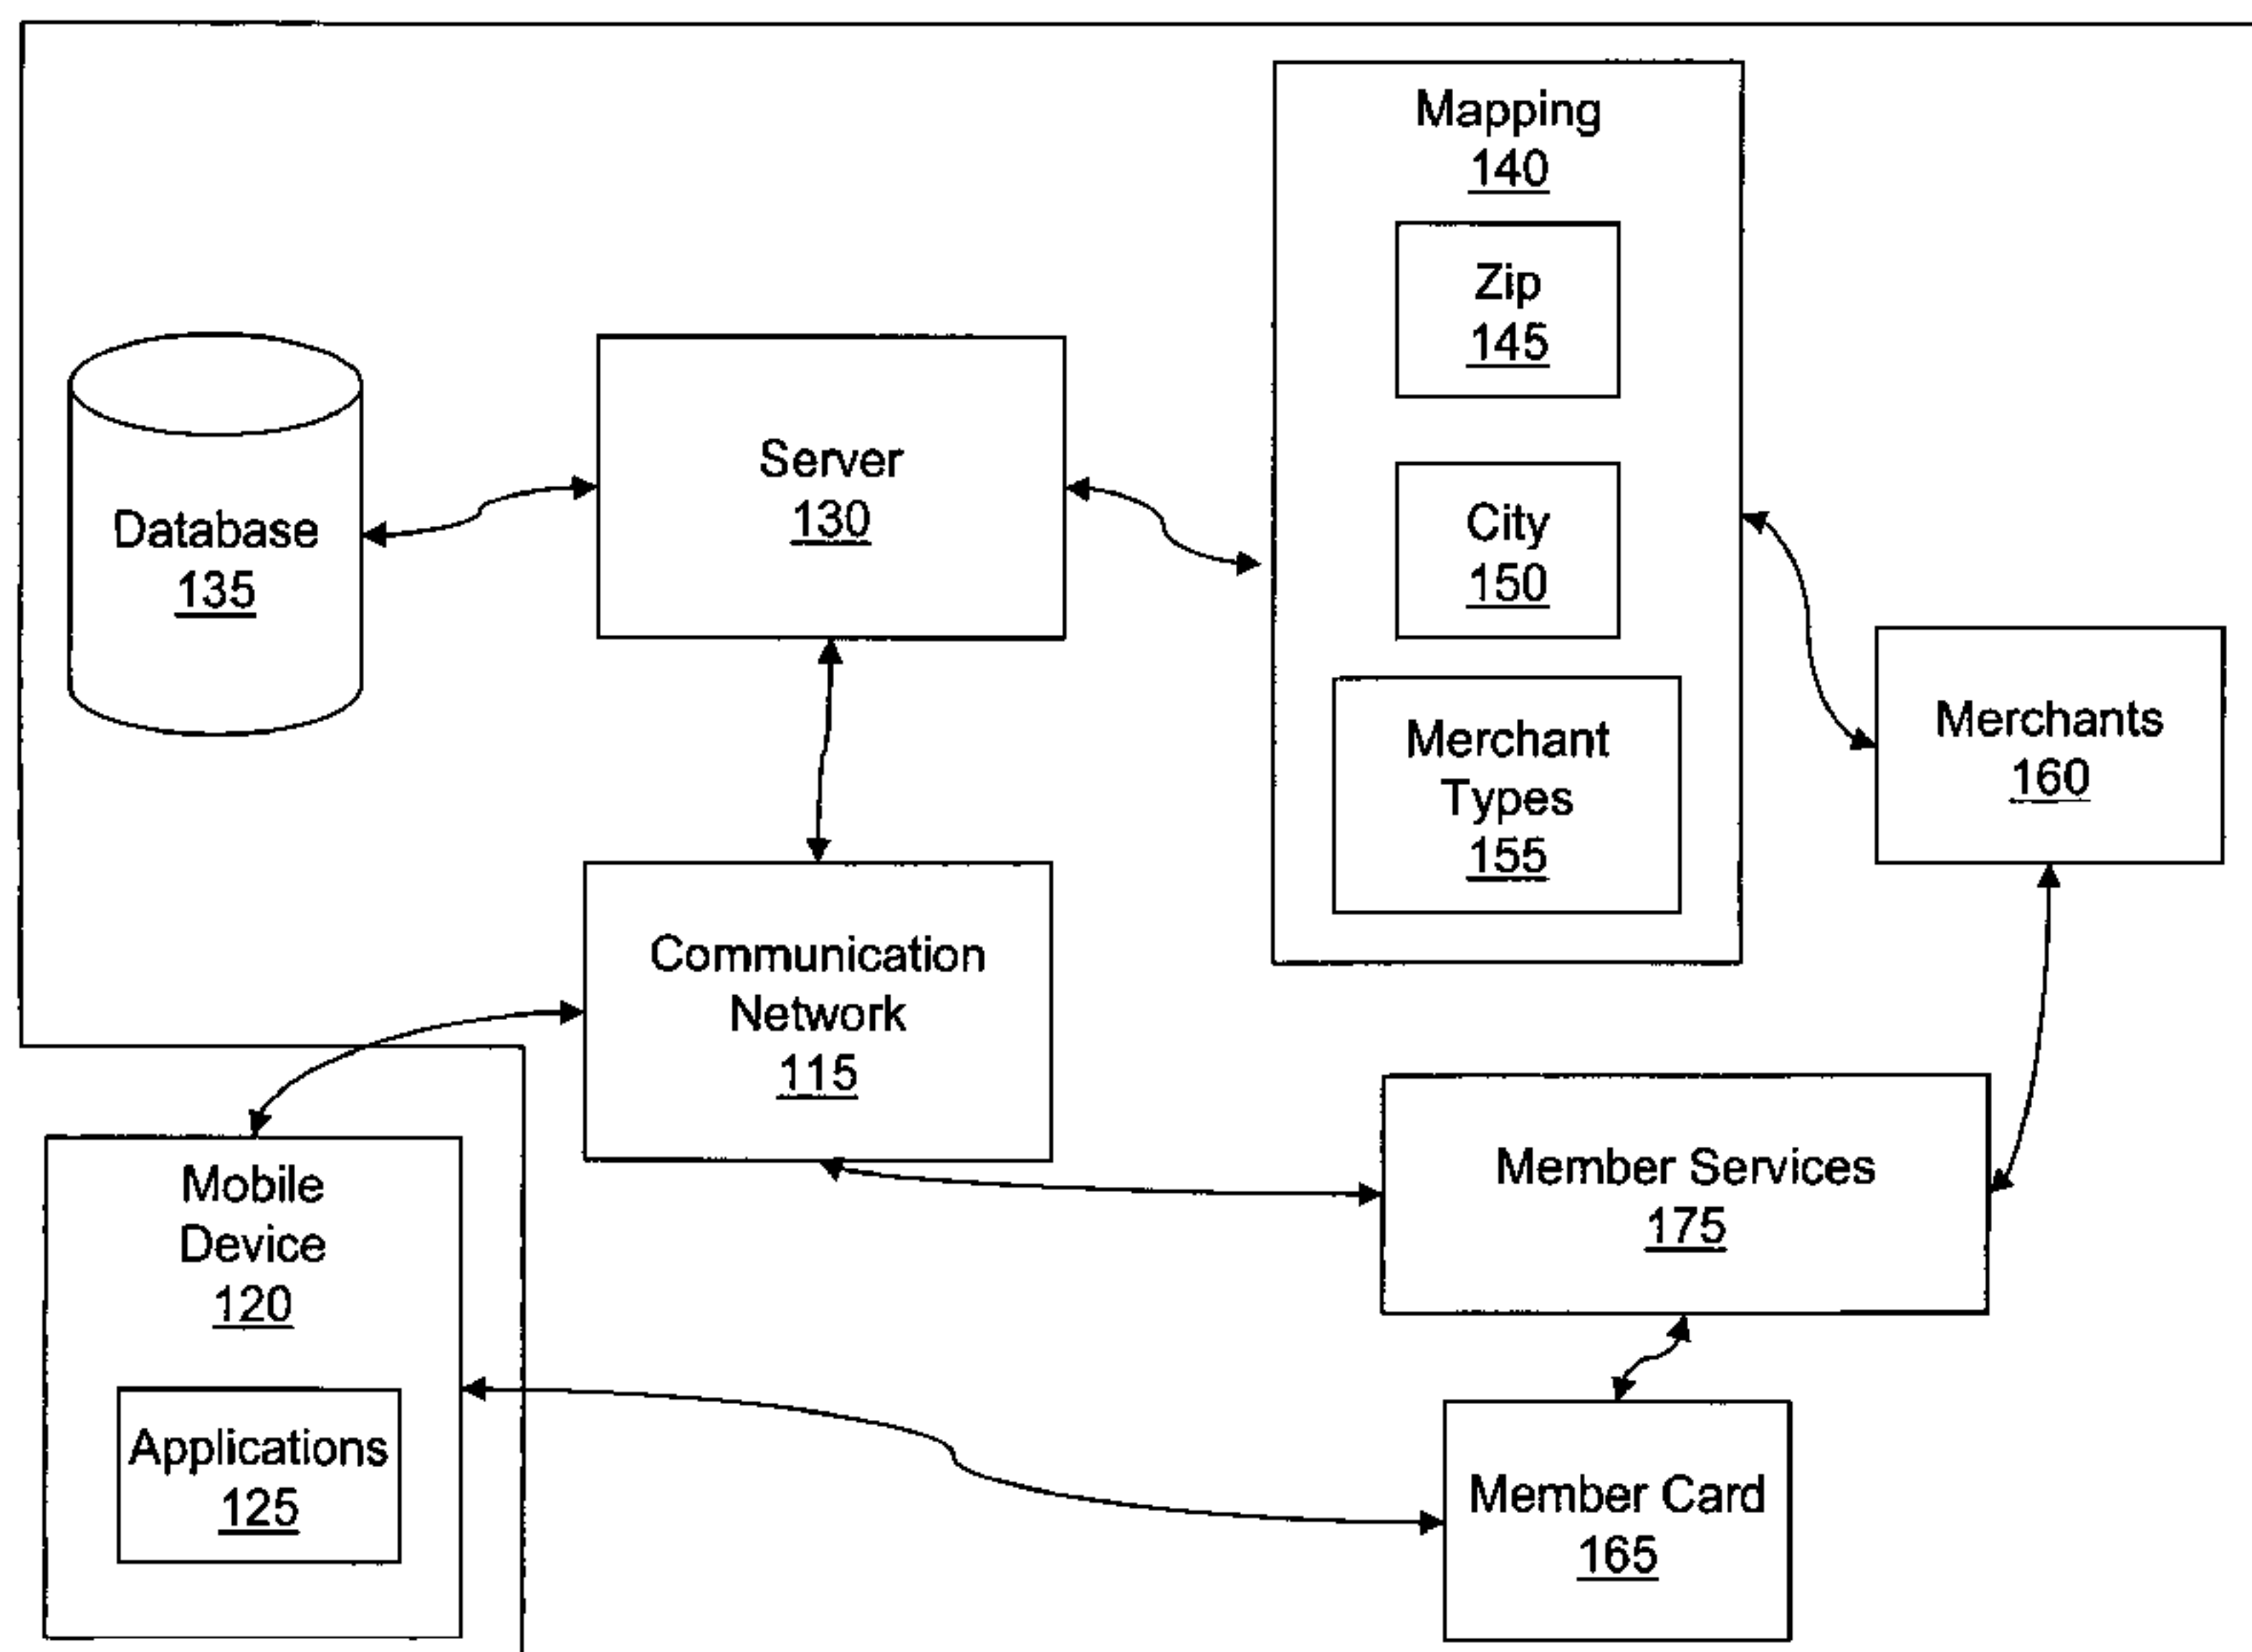 Mapping
140
Zip
145
Server
130
City
150
Database
135
Merchant
Types
155
Merchants
160
Communication
Network
115
Mobile
Device
120
Member Services
175
Applications
125
Member Card
165